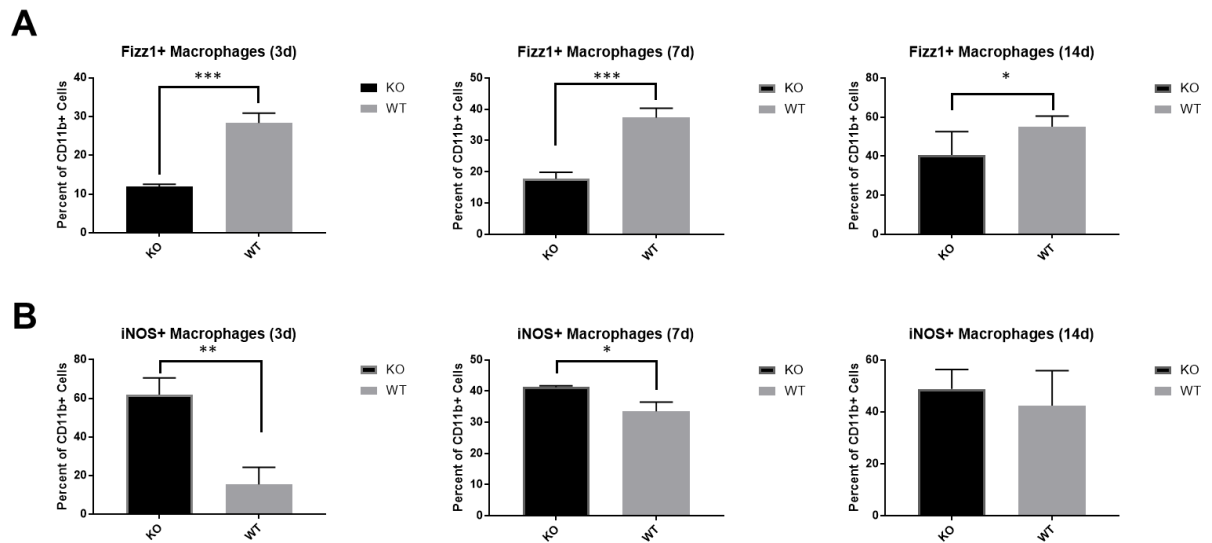 A
Fizz1+ Macrophages (3d)
Percent of CD11b+ Cells
40
30
20
10
0
***
KO
WT
KO
WT
Fizz1+ Macrophages (7d)
Percent of CD11b+ Cells
50
40
30
20
10
0
***
KO
WT
KO
WT
Fizz1+ Macrophages (14d)
Percent of CD11b+ Cells
80
60
40
20
0
*
KO
WT
KO
WT
B
iNOS+ Macrophages (3d)
Percent of CD11b+ Cells
80
60
40
20
0
**
KO
WT
KO
WT
iNOS+ Macrophages (7d)
Percent of CD11b+ Cells
50
40
30
20
10
0
*
KO
WT
KO
WT
iNOS+ Macrophages (14d)
Percent of CD11b+ Cells
60
40
20
0
KO
WT
KO
WT